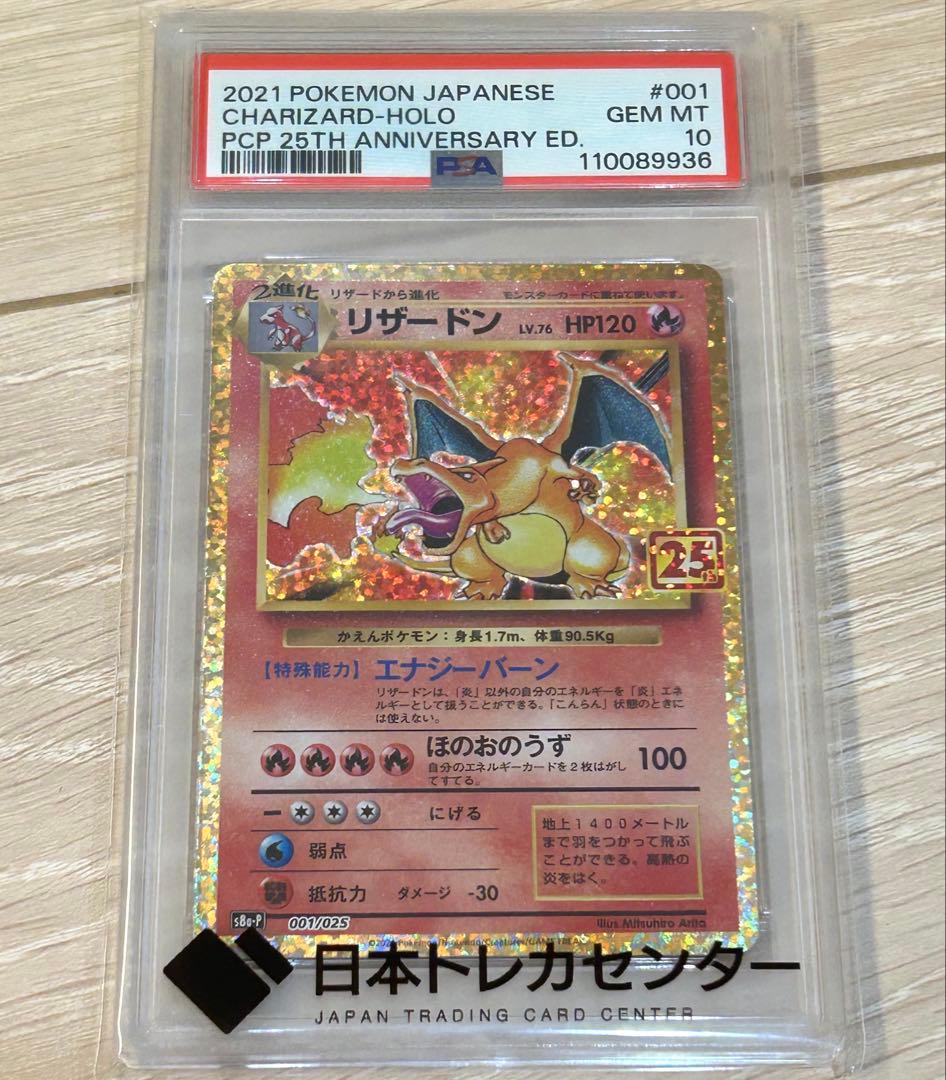 2021 POKEMON JAPANESE #001
CHARIZARD-HOLO GEM MT
PCP 25TH ANNIVERSARY ED. 10
PSA 110089936
2進化 リザードから進化 モンスターカードに重ねて使います。
リザードン LV.76 HP120
25
かえんポケモン：身長1.7m、体重90.5Kg
【特殊能力】エナジーバーン
リザードンは、「炎」以外の自分のエネルギーを「炎」エネ
ルギーとして扱うことができる。「こんらん」状態のときに
は使えない。
ほのおのうず 100
自分のエネルギーカードを2枚はがし
てすてる。
にげる
弱点
抵抗力 ダメージ -30
地上1400メートル
まで羽をつかって飛ぶ
ことができる。高熱の
炎をはく。
s8a-P 001/025 Illus. Mitsuhiro Arita
日本トレカセンター
JAPAN TRADING CARD CENTER